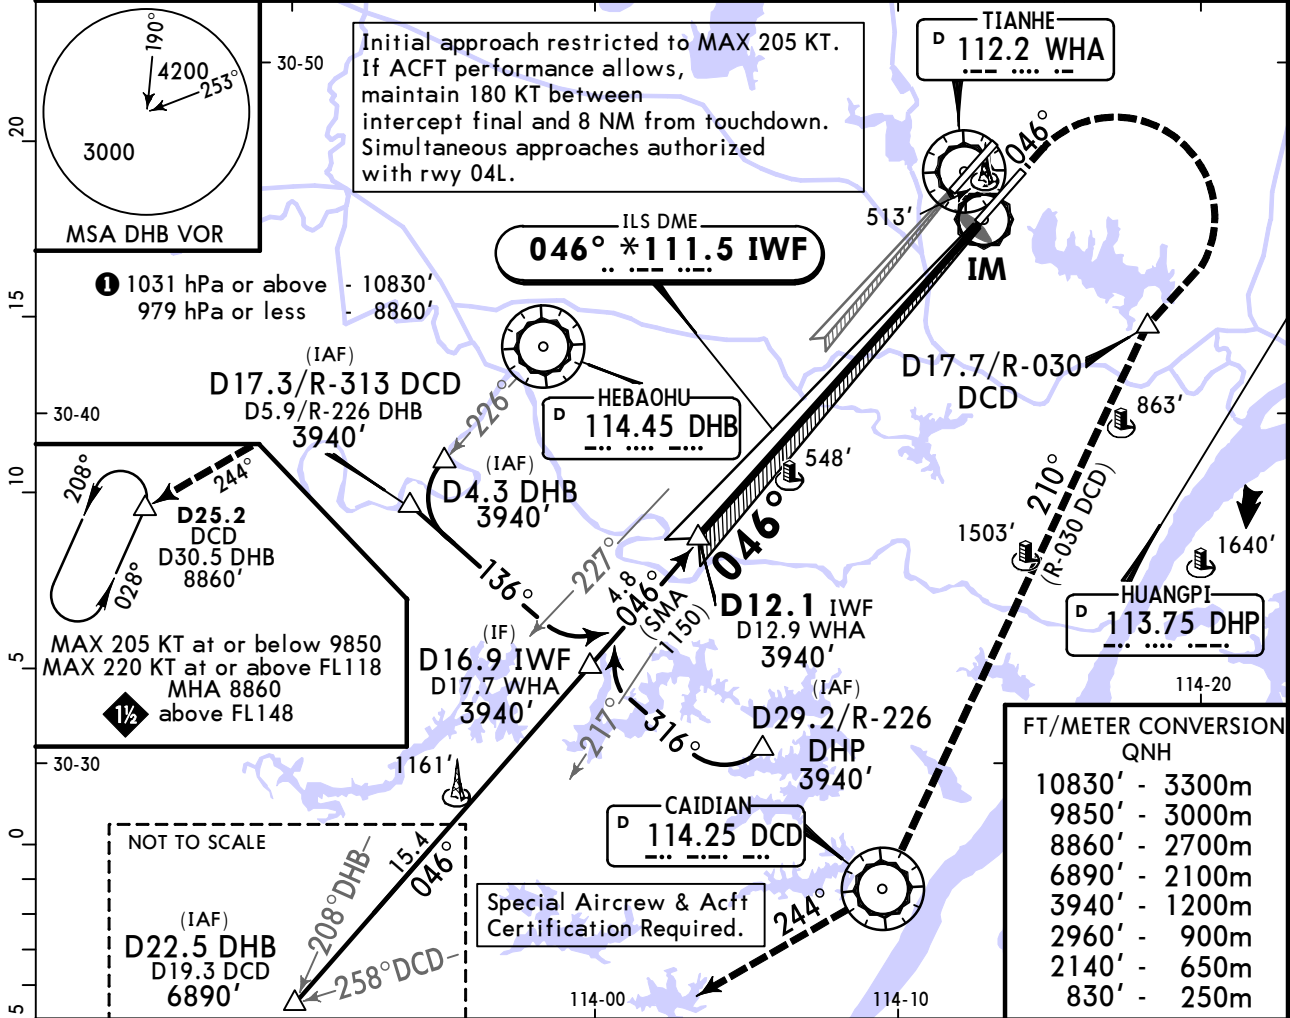 190°
4200
253°
3000
MSA DHB VOR
30-50
Initial approach restricted to MAX 205 KT.
If ACFT performance allows,
maintain 180 KT between
intercept final and 8 NM from touchdown.
Simultaneous approaches authorized
with rwy 04L.
TIANHE
D 112.2 WHA
046°
513'
IM
ILS DME
046° *111.5 IWF
1 1031 hPa or above - 10830'
979 hPa or less - 8860'
20
15
10
5
0
5
(IAF)
D17.3/R-313 DCD
D5.9/R-226 DHB
3940'
226°
HEBAOHU
D 114.45 DHB
D17.7/R-030
DCD
863'
30-40
(IAF)
D4.3 DHB
3940'
548'
046°
208°
244°
D25.2
DCD
D30.5 DHB
8860'
028°
MAX 205 KT at or below 9850
MAX 220 KT at or above FL118
MHA 8860
1½ above FL148
136°
227°
4.8
046°
(SMA
1150)
D12.1 IWF
D12.9 WHA
3940'
210°
(R-030 DCD)
1503'
1640'
HUANGPI
D 113.75 DHP
(IF)
D16.9 IWF
D17.7 WHA
3940'
217°
316°
(IAF)
D29.2/R-226
DHP
3940'
114-20
30-30
1161'
CAIDIAN
D 114.25 DCD
NOT TO SCALE
15.4
046°
208°DHB
258°DCD
(IAF)
D22.5 DHB
D19.3 DCD
6890'
Special Aircrew & Acft
Certification Required.
244°
114-00
114-10
FT/METER CONVERSION
QNH
10830' - 3300m
9850' - 3000m
8860' - 2700m
6890' - 2100m
3940' - 1200m
2960' - 900m
2140' - 650m
830' - 250m